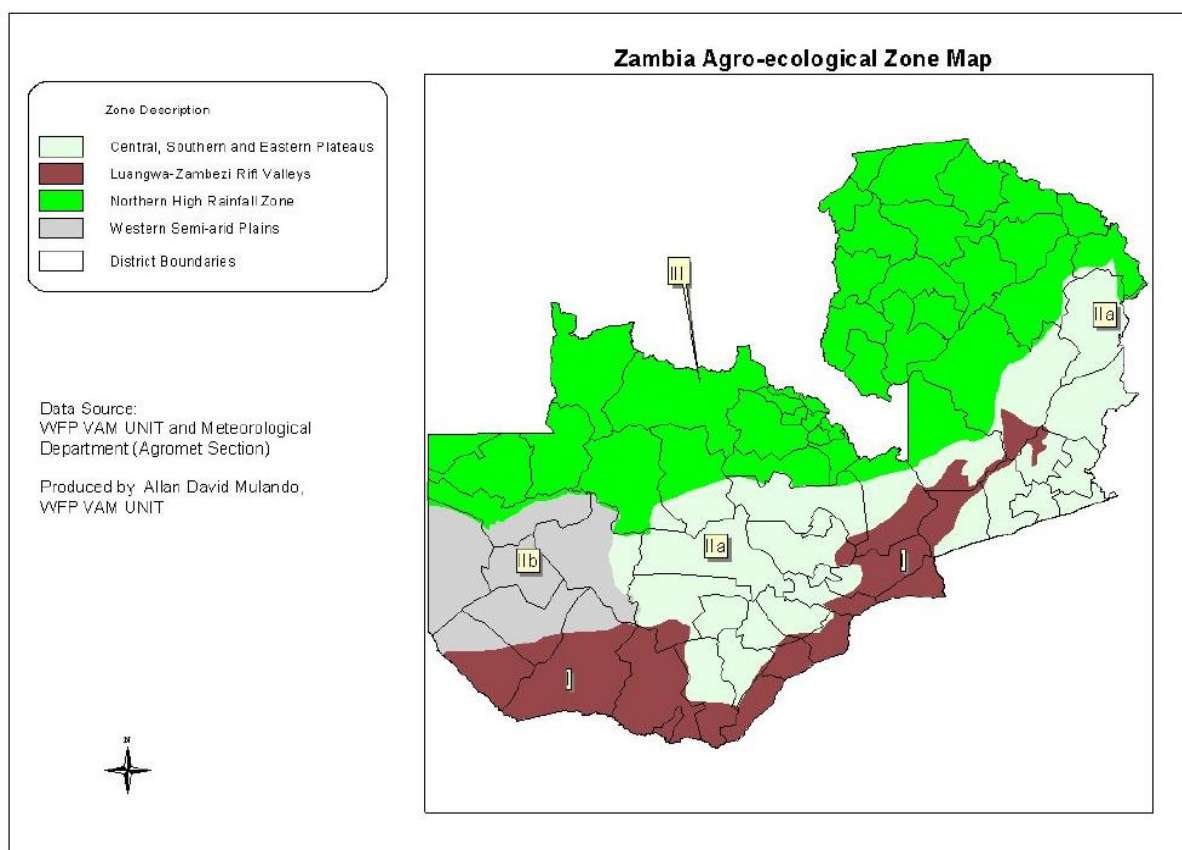 Zambia Agro-ecological Zone Map
Zone Description
Central, Southern and Eastern Plateaus
Luangwa-Zambezi Rift Valleys
Northern High Rainfall Zone
Western Semi-arid Plains
District Boundaries
III
IIa
Data Source:
WFP VAM UNIT and Meteorological
Department (Agromet Section)
Produced by Allan David Mulando,
WFP VAM UNIT
IIb
IIa
I
I
N